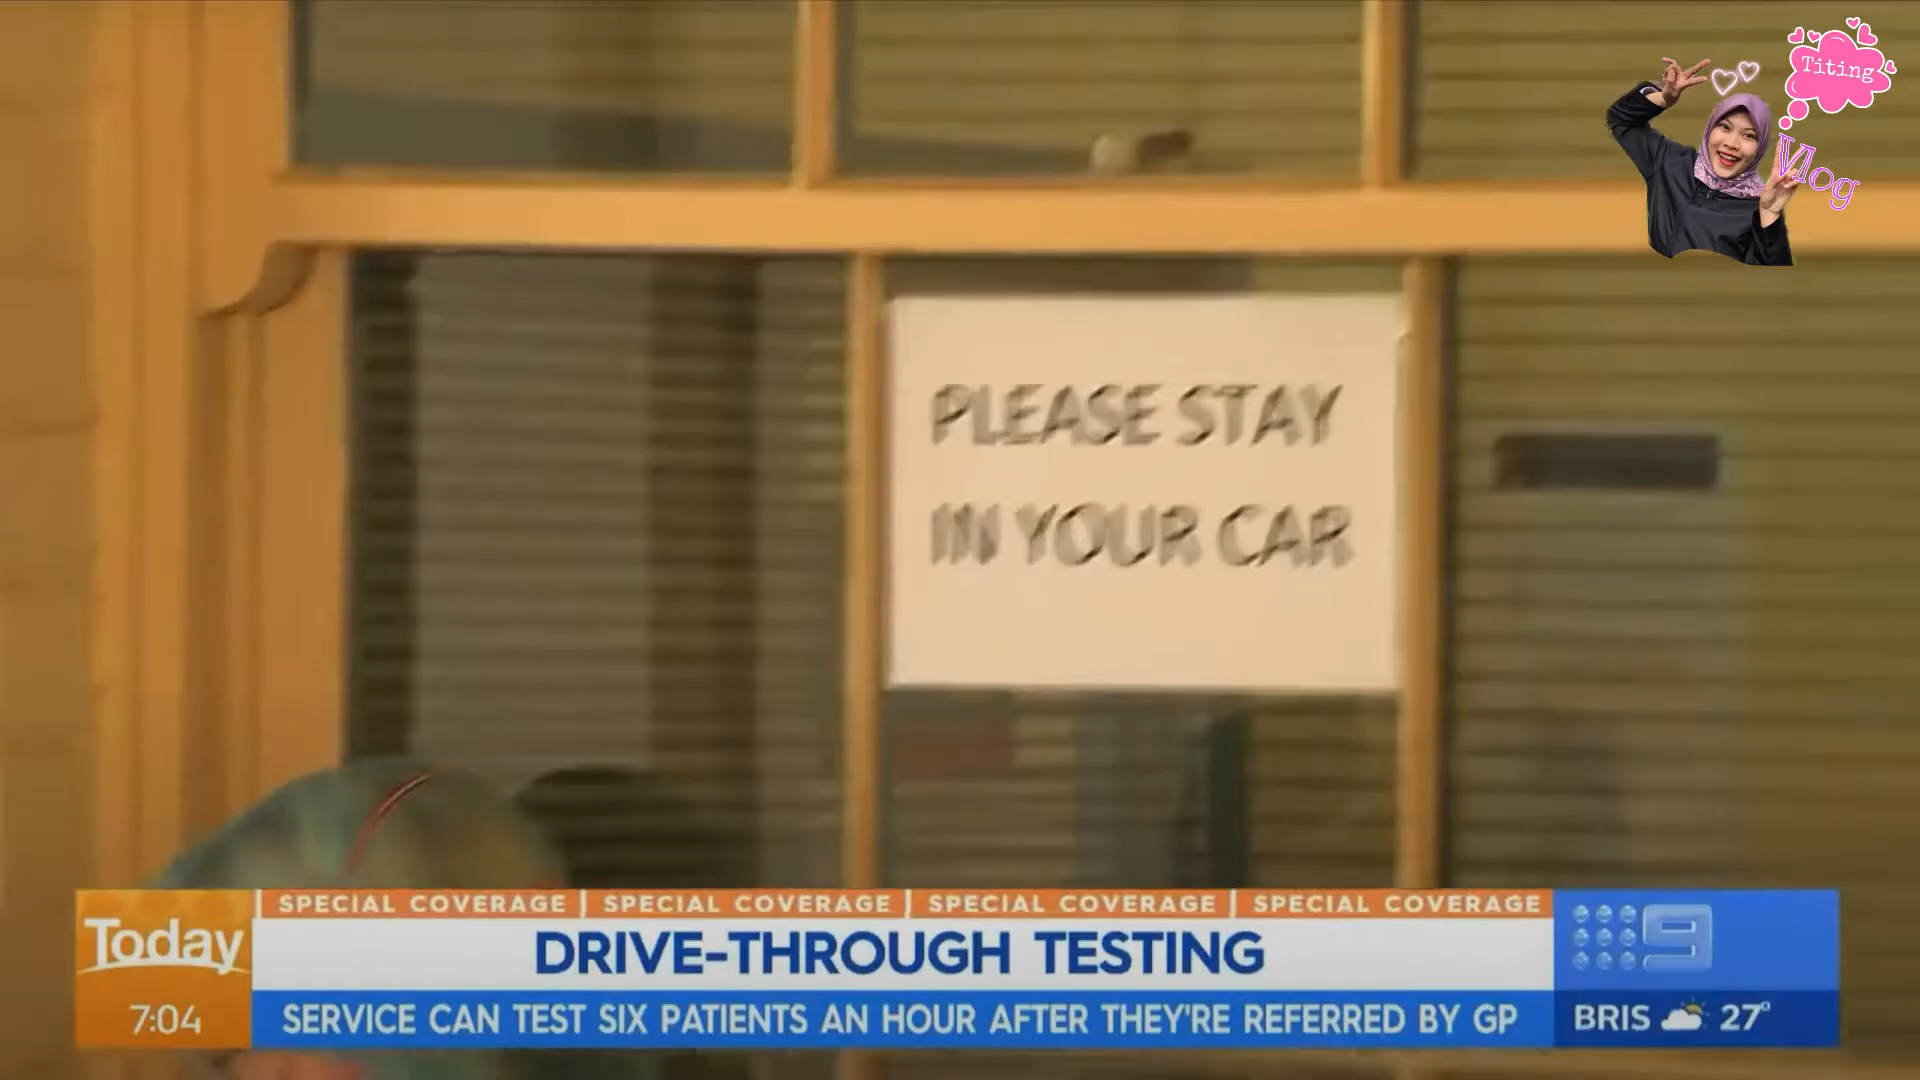 Titing
Vlog
PLEASE STAY
IN YOUR CAR
SPECIAL COVERAGE | SPECIAL COVERAGE | SPECIAL COVERAGE | SPECIAL COVERAGE
Today
DRIVE-THROUGH TESTING
9
7:04
SERVICE CAN TEST SIX PATIENTS AN HOUR AFTER THEY'RE REFERRED BY GP
BRIS 27°